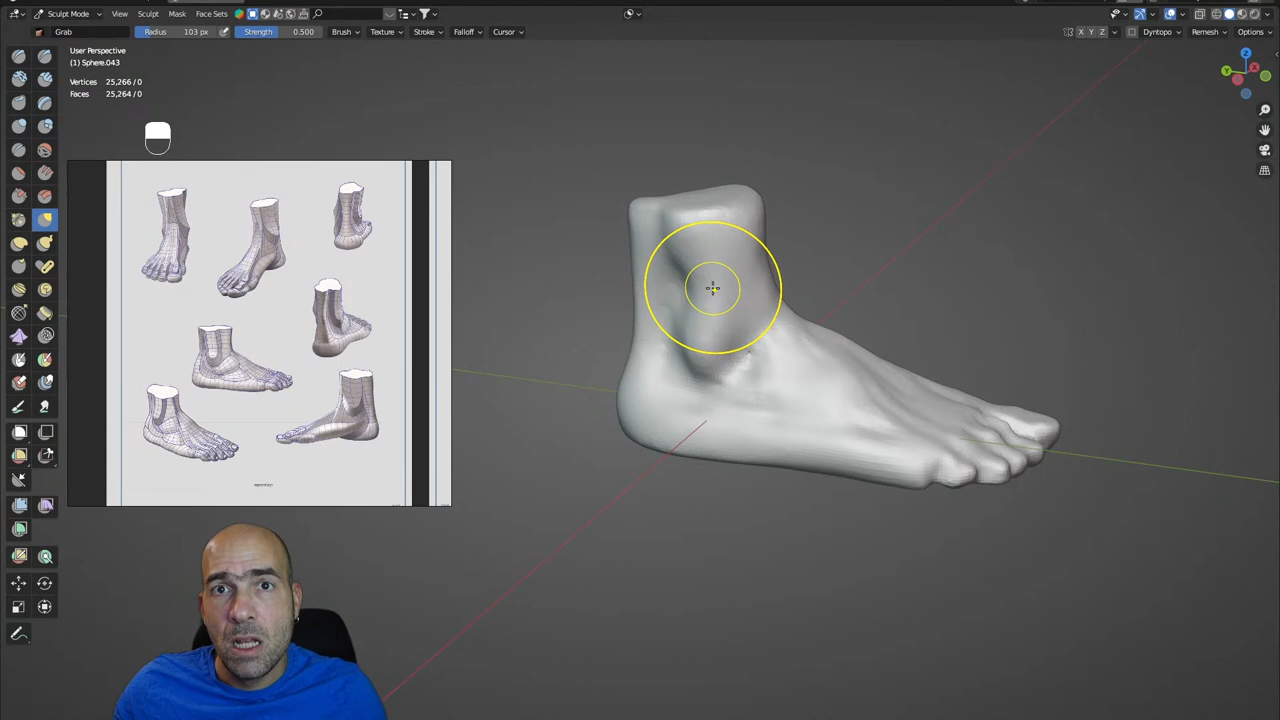 Sculpt Mode View Sculpt Mask Face Sets
Grab Radius 103 px Strength 0.500 Brush Texture Stroke Falloff Cursor X Y Z Dyntopo Remesh Options
User Perspective
(1) Sphere.043
Vertices 25,266 / 0
Faces 25,264 / 0
Z
X
Y